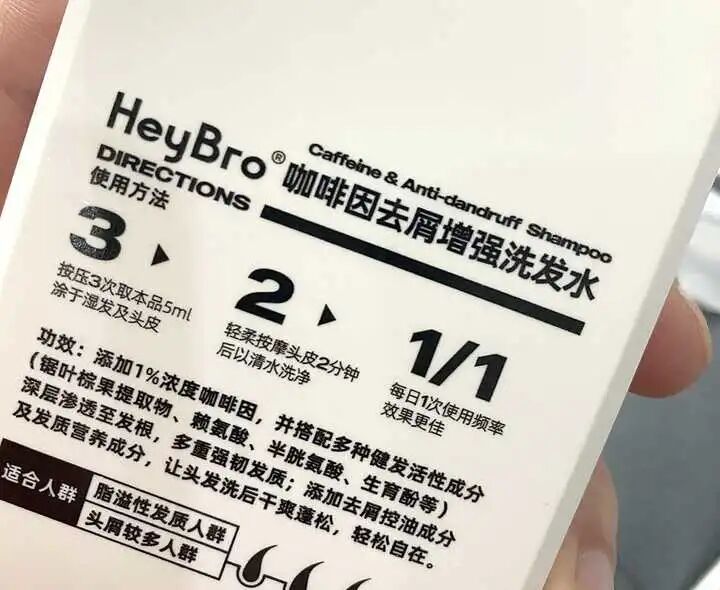 HeyBro®
Caffeine & Anti-dandruff Shampoo
咖啡因去屑增强洗发水
DIRECTIONS
使用方法
3
按压3次取本品5ml
涂于湿发及头皮
2
轻柔按摩头皮2分钟
后以清水洗净
1/1
每日1次使用频率
效果更佳
功效：添加1%浓度咖啡因，并搭配多种健发活性成分
（锯叶棕果提取物、赖氨酸、半胱氨酸、生育酚等）
深层渗透至发根，多重强韧发质；添加去屑控油成分
及发质营养成分，让头发洗后干爽蓬松，轻松自在。
适合人群
脂溢性发质人群
头屑较多人群